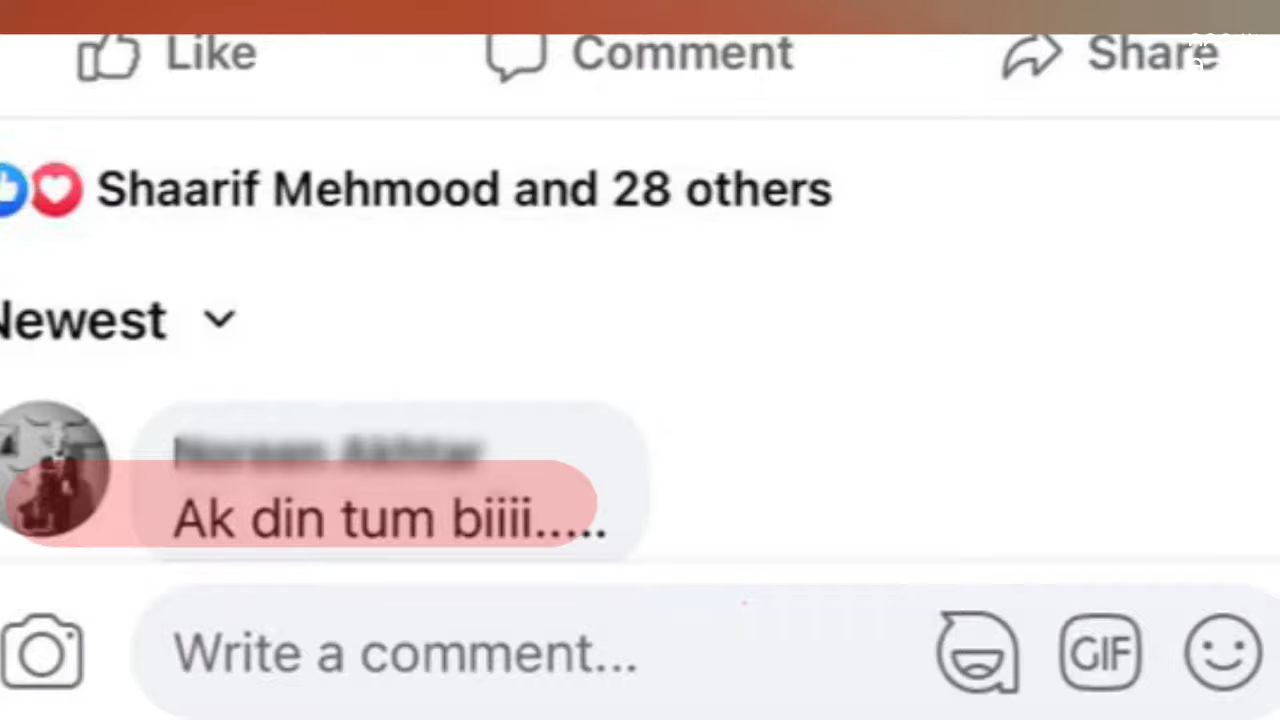 Like Comment Share
Shaarif Mehmood and 28 others
Newest
Ak din tum biiii.....
Write a comment...
GIF